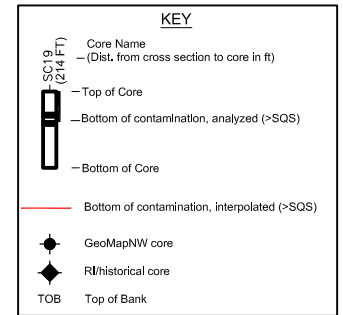 KEY
SC19
(214 FT)
Core Name
(Dist. from cross section to core in ft)
Top of Core
Bottom of contamination, analyzed (>SQS)
Bottom of Core
Bottom of contamination, interpolated (>SQS)
GeoMapNW core
RI/historical core
TOB Top of Bank